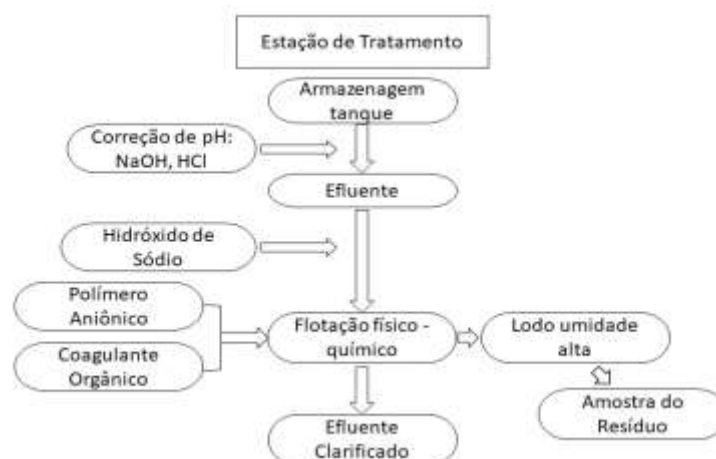 Estação de Tratamento
Armazenagem
tanque
Correção de pH:
NaOH, HCl
Efluente
Hidróxido de
Sódio
Polímero
Aniônico
Coagulante
Orgânico
Flotação físico -
químico
Lodo umidade
alta
Amostra do
Resíduo
Efluente
Clarificado